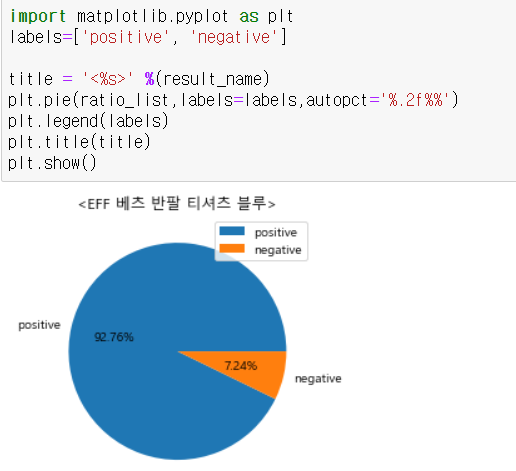 import matplotlib.pyplot as plt
labels=['positive', 'negative']
title = '<%s>' %(result_name)
plt.pie(ratio_list,labels=labels,autopct='%.2f%%')
plt.legend(labels)
plt.title(title)
plt.show()
<EFF 베츠 반팔 티셔츠 블루>
positive
negative
positive
92.76%
7.24%
negative